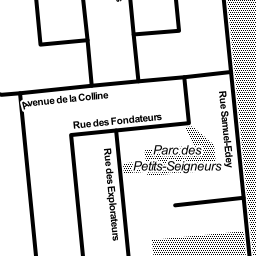 Avenue de la Colline
Rue des Fondateurs
Rue Samuel-Edey
Parc des
Petits-Seigneurs
Rue des Explorateurs